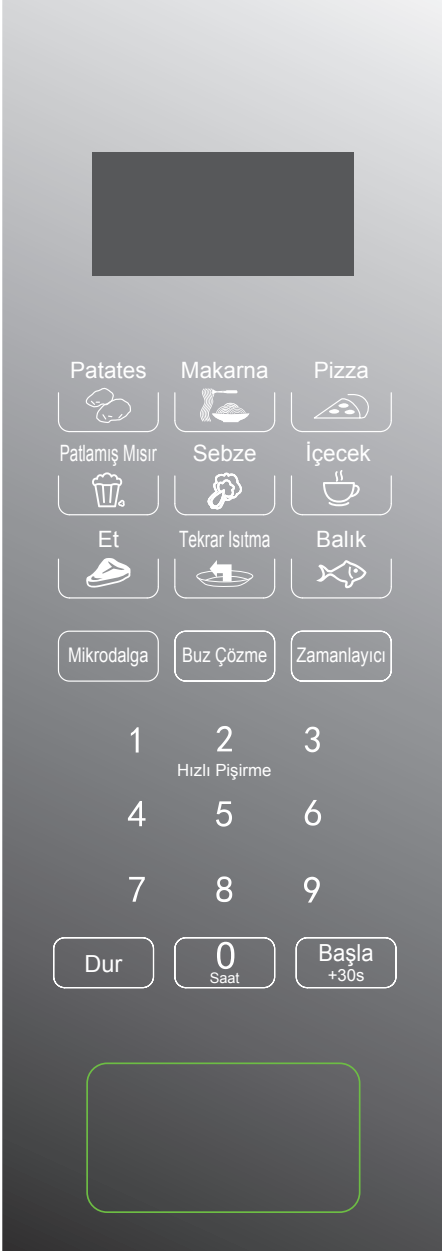 Patates Makarna Pizza
Patlamış Mısır Sebze İçecek
Et Tekrar Isıtma Balık
Mikrodalga Buz Çözme Zamanlayıcı
1 2 3
Hızlı Pişirme
4 5 6
7 8 9
Dur 0 Başla
Saat +30s